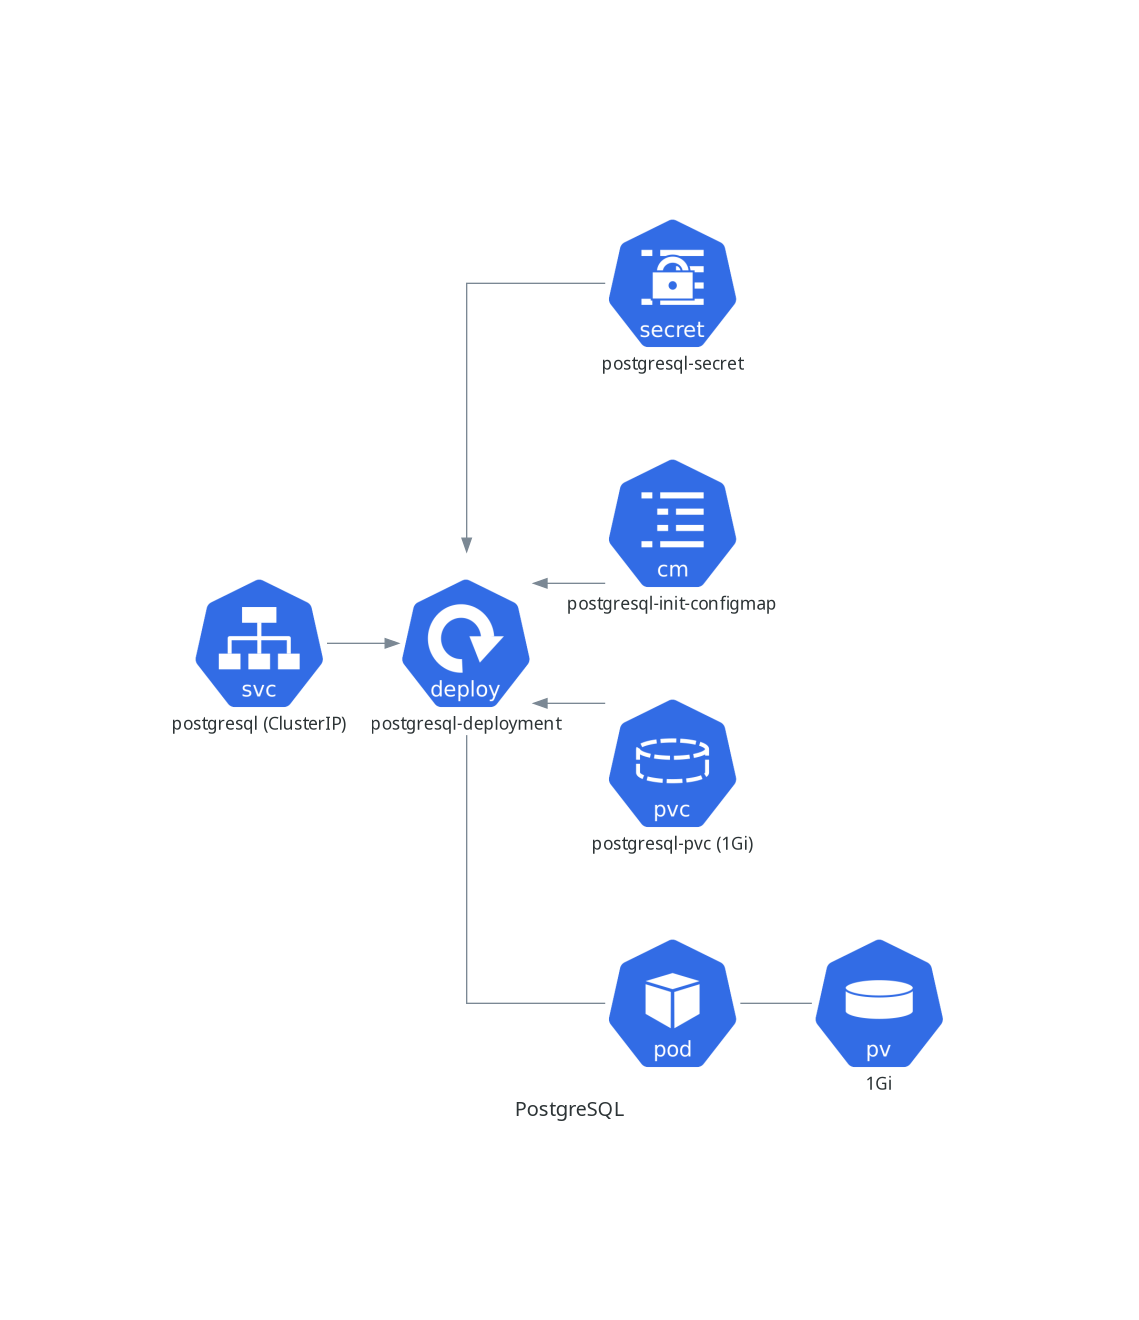 secret
postgresql-secret
cm
postgresql-init-configmap
svc
postgresql (ClusterIP)
deploy
postgresql-deployment
pvc
postgresql-pvc (1Gi)
pod
pv
1Gi
PostgreSQL